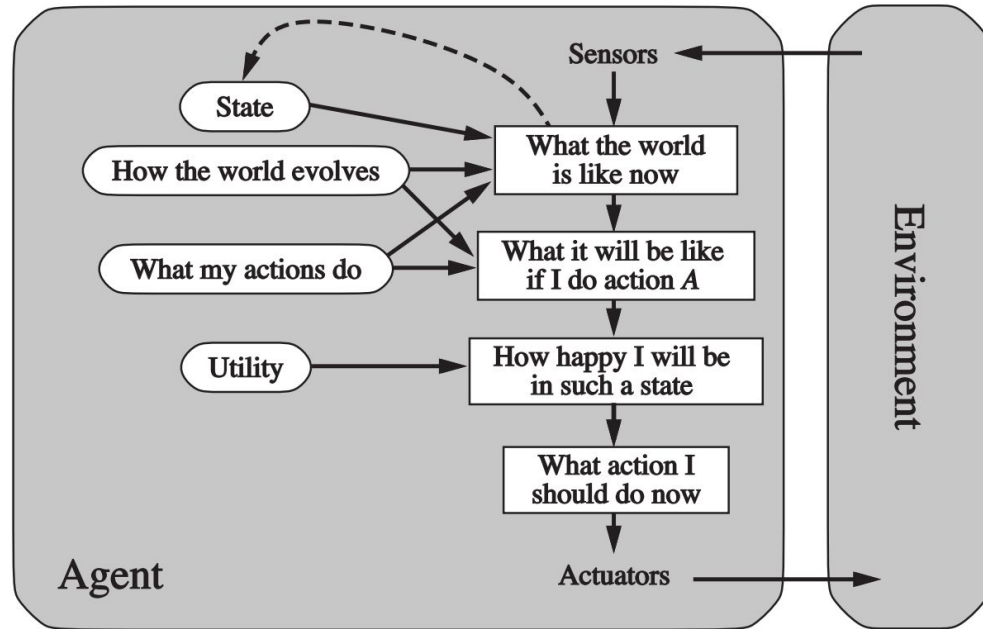 Sensors
State
What the world
is like now
How the world evolves
What it will be like
if I do action A
What my actions do
How happy I will be
in such a state
Utility
What action I
should do now
Actuators
Agent
Environment